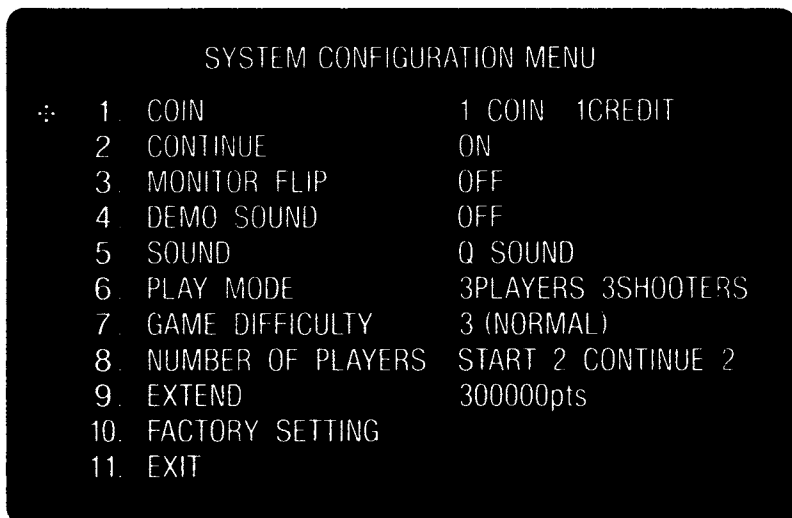 SYSTEM CONFIGURATION MENU
1. COIN 1 COIN 1CREDIT
2 CONTINUE ON
3. MONITOR FLIP OFF
4. DEMO SOUND OFF
5 SOUND Q SOUND
6. PLAY MODE 3PLAYERS 3SHOOTERS
7. GAME DIFFICULTY 3 (NORMAL)
8. NUMBER OF PLAYERS START 2 CONTINUE 2
9. EXTEND 300000pts
10. FACTORY SETTING
11. EXIT